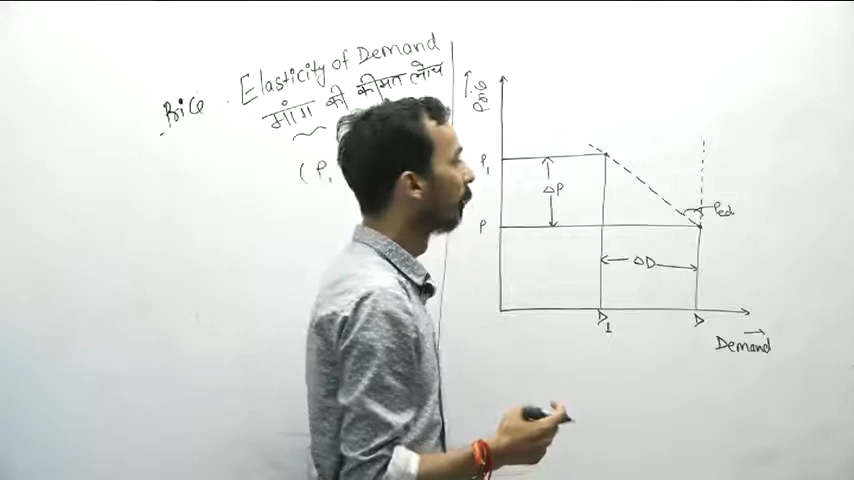 Price Elasticity of Demand
मांग की कीमत लोच
(P.
Price
P1
ΔP
Ped
P
ΔD
D1
D
Demand